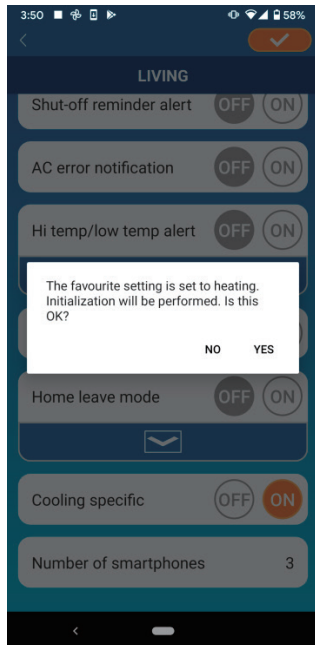 3:50 58%
LIVING
Shut-off reminder alert OFF ON
AC error notification OFF ON
Hi temp/low temp alert OFF ON
The favourite setting is set to heating.
Initialization will be performed. Is this
OK?
NO YES
Home leave mode OFF ON
Cooling specific OFF ON
Number of smartphones 3